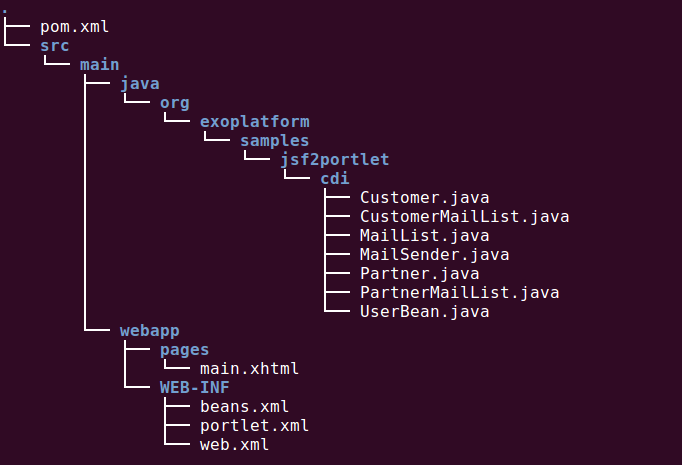 .
├── pom.xml
└── src
    └── main
        ├── java
        │   └── org
        │       └── exoplatform
        │           └── samples
        │               └── jsf2portlet
        │                   └── cdi
        │                       ├── Customer.java
        │                       ├── CustomerMailList.java
        │                       ├── MailList.java
        │                       ├── MailSender.java
        │                       ├── Partner.java
        │                       ├── PartnerMailList.java
        │                       └── UserBean.java
        └── webapp
            ├── pages
            │   └── main.xhtml
            └── WEB-INF
                ├── beans.xml
                ├── portlet.xml
                └── web.xml